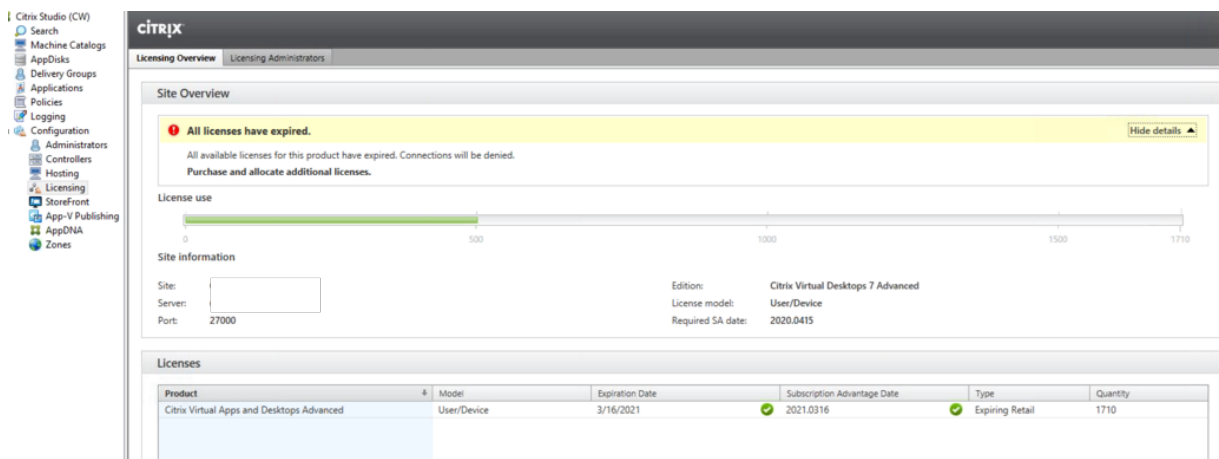 Citrix Studio (CW)
Search
Machine Catalogs
AppDisks
Delivery Groups
Applications
Policies
Logging
Configuration
Administrators
Controllers
Hosting
Licensing
StoreFront
App-V Publishing
AppDNA
Zones
CITRIX
Licensing Overview Licensing Administrators
Site Overview
All licenses have expired. Hide details
All available licenses for this product have expired. Connections will be denied.
Purchase and allocate additional licenses.
License use
0 500 1000 1500 1710
Site information
Site: Edition: Citrix Virtual Desktops 7 Advanced
Server: License model: User/Device
Port: 27000 Required SA date: 2020.0415
Licenses
Product Model Expiration Date Subscription Advantage Date Type Quantity
Citrix Virtual Apps and Desktops Advanced User/Device 3/16/2021 2021.0316 Expiring Retail 1710